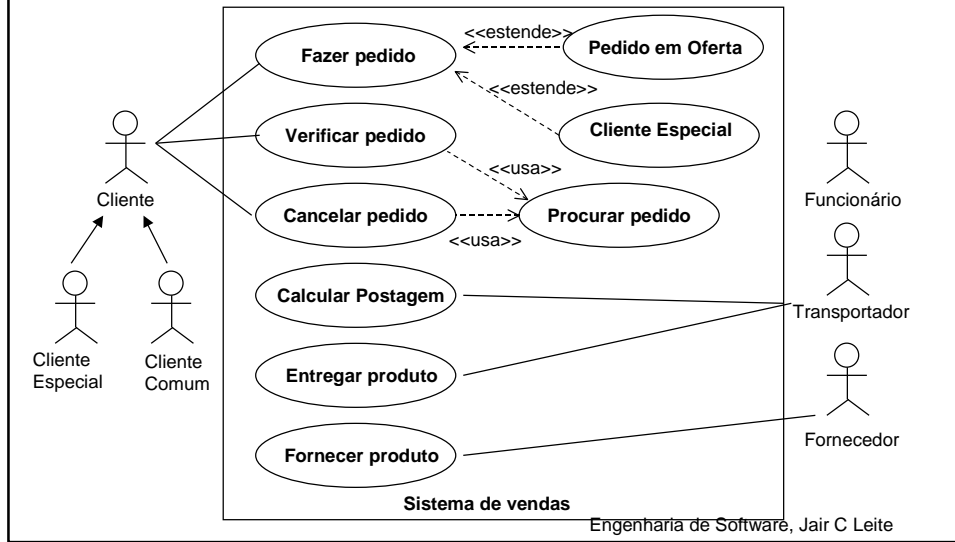 <<estende>>
Fazer pedido
Pedido em Oferta
<<estende>>
Verificar pedido
Cliente Especial
<<usa>>
Cliente
Funcionário
Cancelar pedido
Procurar pedido
<<usa>>
Calcular Postagem
Transportador
Cliente
Especial
Cliente
Comum
Entregar produto
Fornecedor
Fornecer produto
Sistema de vendas
Engenharia de Software, Jair C Leite